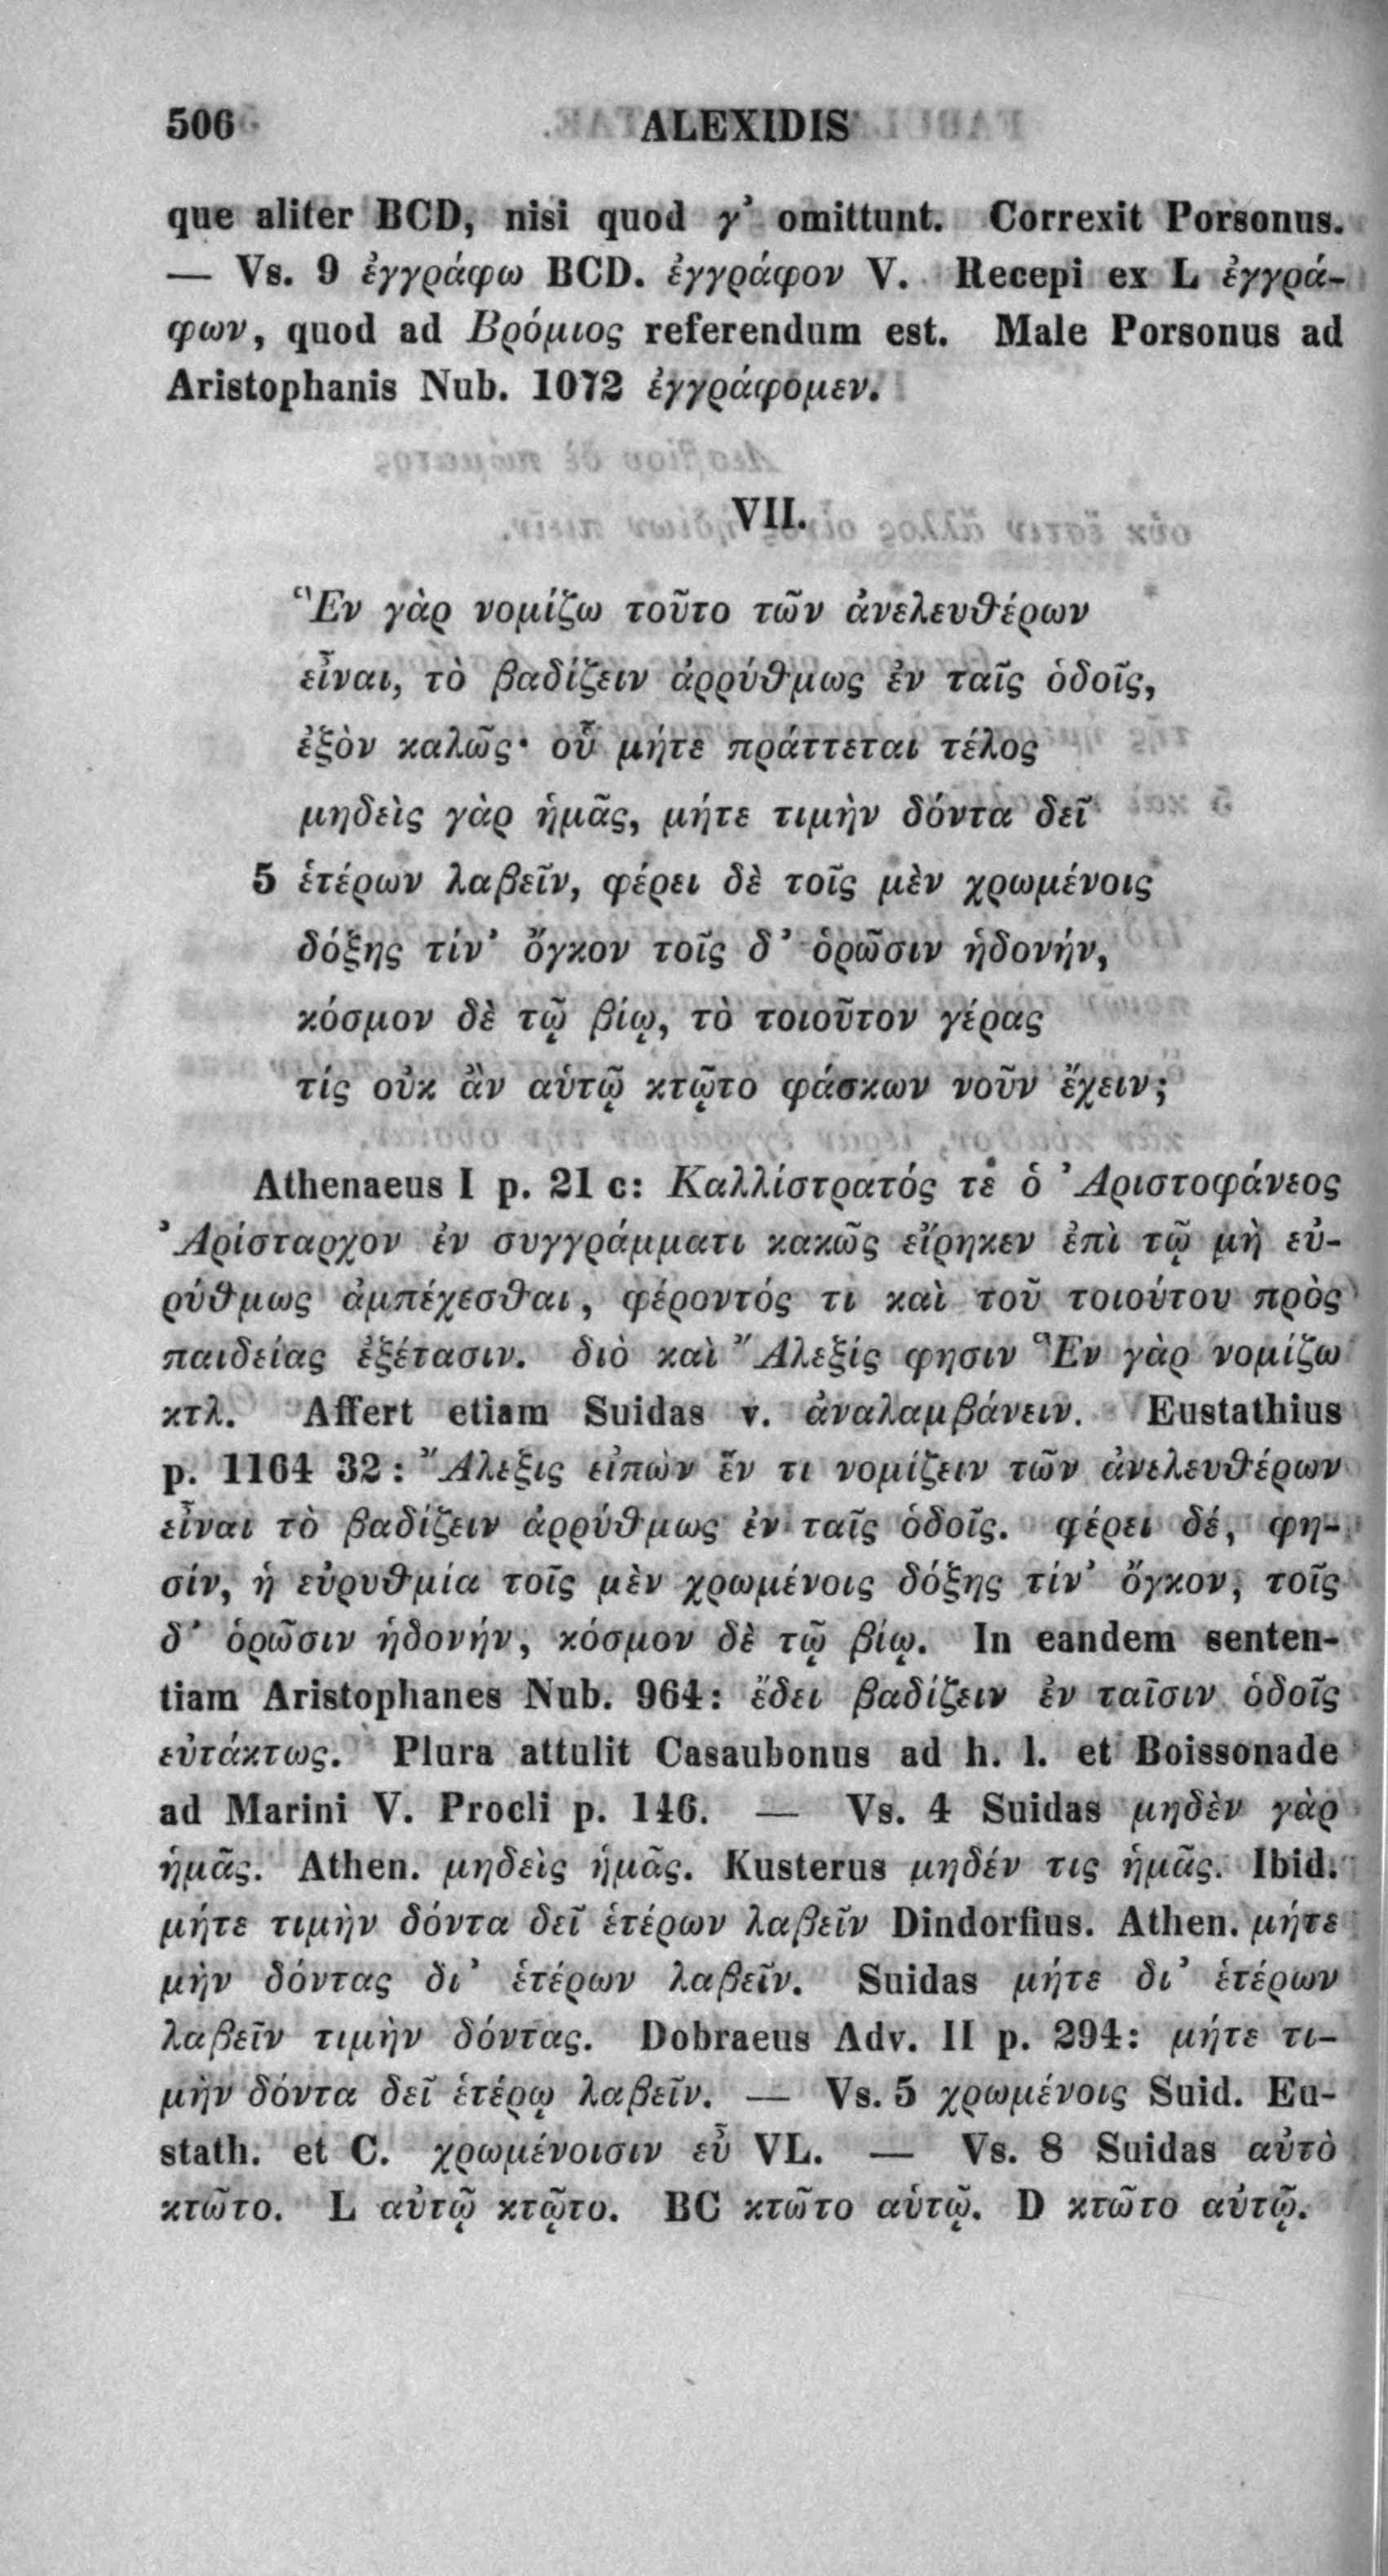 506 ALEXIDIS
que aliter BCD, nisi quod γ' omittunt. Correxit Porsonus.
— Vs. 9 ἐγγράφω BCD. ἐγγράφον V. Recepi ex L ἐγγρά-
φων, quod ad Βρόμιος referendum est. Male Porsonus ad
Aristophanis Nub. 1072 ἐγγράφομεν.
VII.
Ἓν γὰρ νομίζω τοῦτο τῶν ἀνελευθέρων
εἶναι, τὸ βαδίζειν ἀρρύθμως ἐν ταῖς ὁδοῖς,
ἐξὸν καλῶς· οὗ μήτε πράττεται τέλος
μηδεὶς γὰρ ἡμᾶς, μήτε τιμὴν δόντα δεῖ
5 ἑτέρων λαβεῖν, φέρει δὲ τοῖς μὲν χρωμένοις
δόξης τίν' ὄγκον τοῖς δ' ὁρῶσιν ἡδονήν,
κόσμον δὲ τῷ βίῳ, τὸ τοιοῦτον γέρας
τίς οὐκ ἂν αὑτῷ κτῷτο φάσκων νοῦν ἔχειν;
Athenaeus I p. 21 c: Καλλίστρατός τε ὁ Ἀριστοφάνεος
Ἀρίσταρχον ἐν συγγράμματι κακῶς εἴρηκεν ἐπὶ τῷ μὴ εὐ-
ρύθμως ἀμπέχεσθαι, φέροντός τι καὶ τοῦ τοιούτου πρὸς
παιδείας ἐξέτασιν. διὸ καὶ Ἄλεξίς φησιν Ἓν γὰρ νομίζω
κτλ. Affert etiam Suidas v. ἀναλαμβάνειν. Eustathius
p. 1164 32: Ἄλεξις εἰπὼν ἕν τι νομίζειν τῶν ἀνελευθέρων
εἶναι τὸ βαδίζειν ἀρρύθμως ἐν ταῖς ὁδοῖς. φέρει δέ, φη-
σίν, ἡ εὐρυθμία τοῖς μὲν χρωμένοις δόξης τίν' ὄγκον, τοῖς
δ' ὁρῶσιν ἡδονήν, κόσμον δὲ τῷ βίῳ. In eandem senten-
tiam Aristophanes Nub. 964: ἔδει βαδίζειν ἐν ταῖσιν ὁδοῖς
εὐτάκτως. Plura attulit Casaubonus ad h. l. et Boissonade
ad Marini V. Procli p. 146. — Vs. 4 Suidas μηδὲν γὰρ
ἡμᾶς. Athen. μηδεὶς ἡμᾶς. Kusterus μηδέν τις ἡμᾶς. Ibid.
μήτε τιμὴν δόντα δεῖ ἑτέρων λαβεῖν Dindorfius. Athen. μήτε
μὴν δόντας δι' ἑτέρων λαβεῖν. Suidas μήτε δι' ἑτέρων
λαβεῖν τιμὴν δόντας. Dobraeus Adv. II p. 294: μήτε τι-
μὴν δόντα δεῖ ἑτέρῳ λαβεῖν. — Vs. 5 χρωμένοις Suid. Eu-
stath. et C. χρωμένοισιν εὖ VL. — Vs. 8 Suidas αὐτὸ
κτῶτο. L αὐτῷ κτῷτο. BC κτῶτο αὑτῷ. D κτῶτο αὐτῷ.